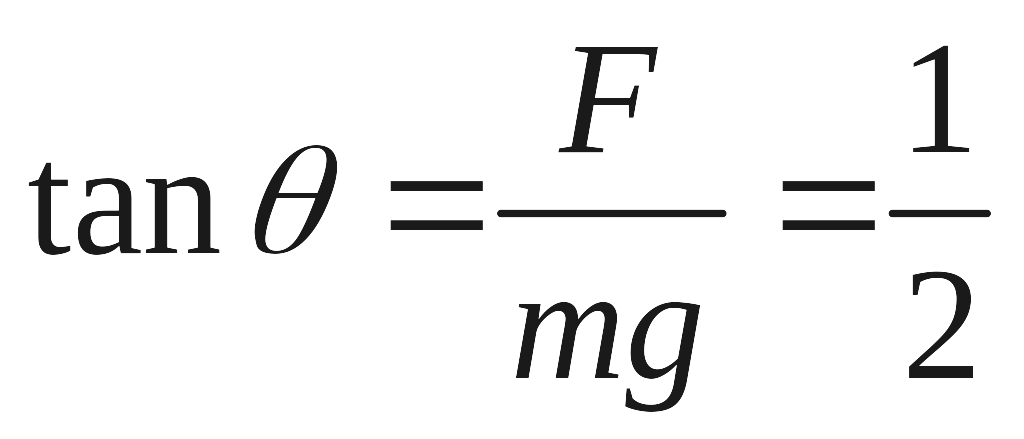 tan θ = F/mg = 1/2